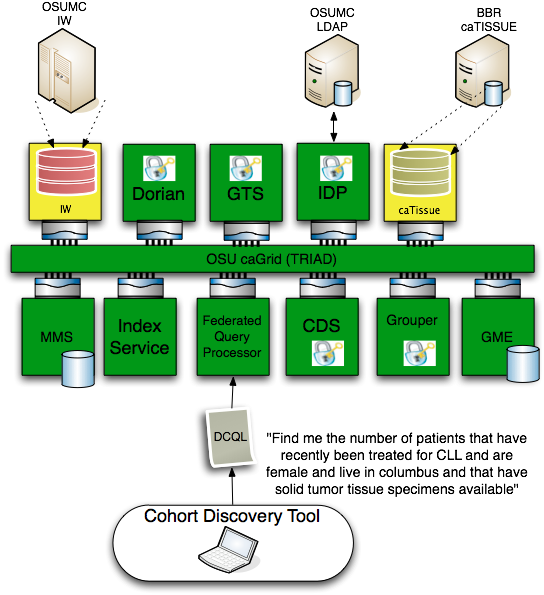 OSUMC
IW
OSUMC
LDAP
BBR
caTISSUE
IW
Dorian
GTS
IDP
caTissue
OSU caGrid (TRIAD)
MMS
Index
Service
Federated
Query
Processor
CDS
Grouper
GME
DCQL
"Find me the number of patients that have
recently been treated for CLL and are
female and live in columbus and that have
solid tumor tissue specimens available"
Cohort Discovery Tool